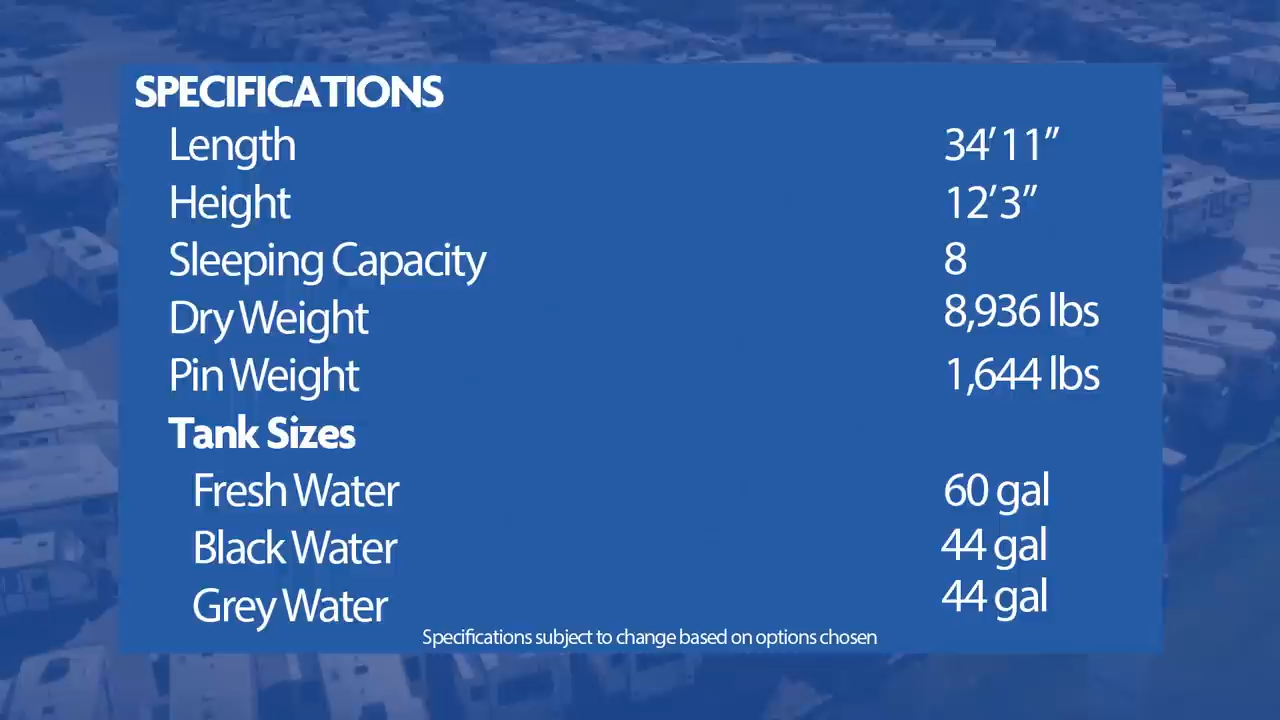 SPECIFICATIONS
Length 34’11”
Height 12’3”
Sleeping Capacity 8
Dry Weight 8,936 lbs
Pin Weight 1,644 lbs
Tank Sizes
Fresh Water 60 gal
Black Water 44 gal
Grey Water 44 gal
Specifications subject to change based on options chosen